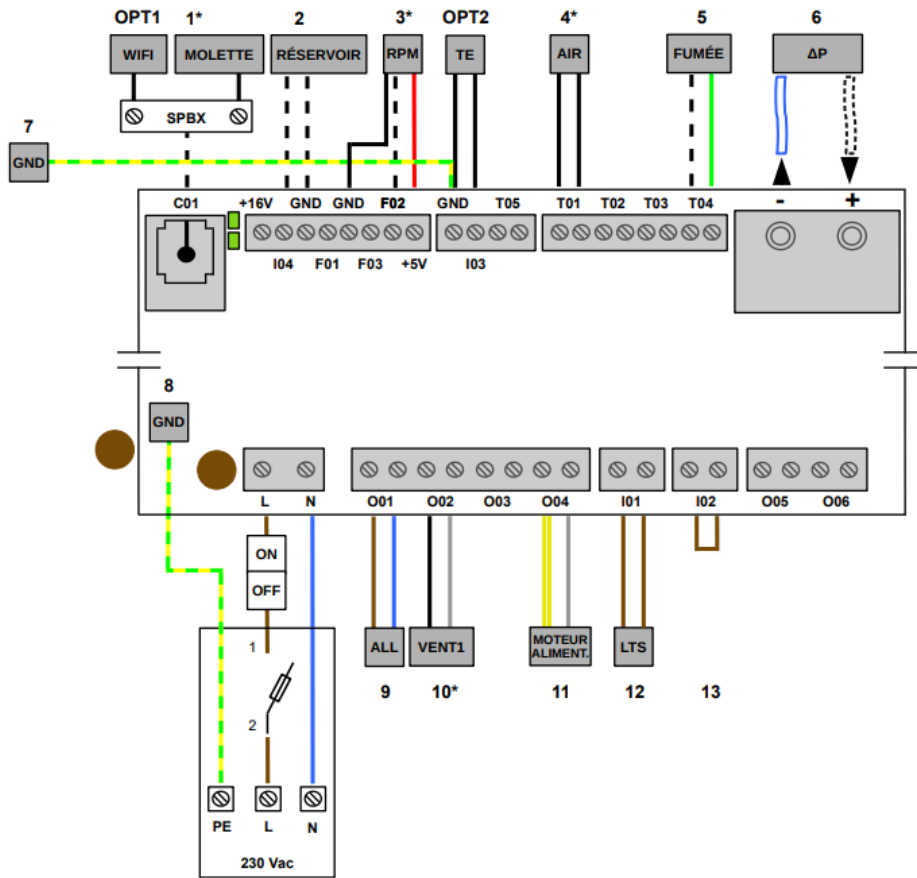 OPT1 1* 2 3* OPT2 4* 5 6
WIFI MOLETTE RÉSERVOIR RPM TE AIR FUMÉE ΔP
SPBX
7
GND
C01 +16V GND GND F02 GND T05 T01 T02 T03 T04 - +
I04 F01 F03 +5V I03
8
GND
L N O01 O02 O03 O04 I01 I02 O05 O06
ON
OFF
1
ALL VENT1 MOTEUR
ALIMENT. LTS
9 10* 11 12 13
2
PE L N
230 Vac